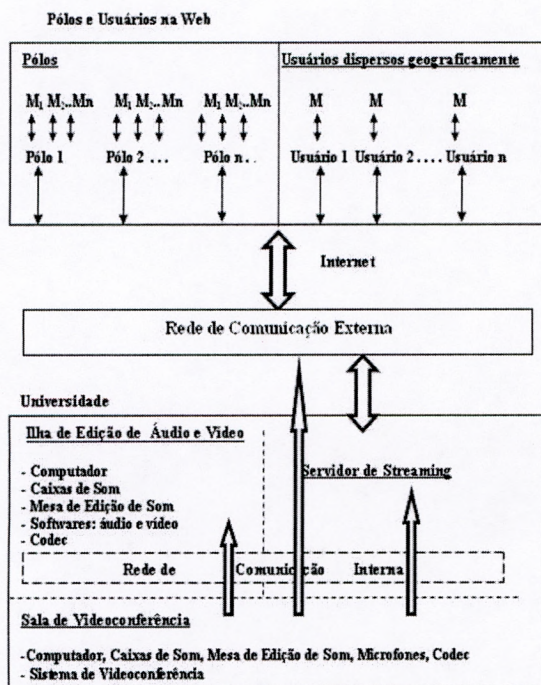 Pólos e Usuários na Web
Pólos
Usuários dispersos geograficamente
M1 M2..Mn M1 M2..Mn M1 M2..Mn
M M M
Pólo 1 Pólo 2 . . . Pólo n . .
Usuário 1 Usuário 2 . . . . Usuário n
Internet
Rede de Comunicação Externa
Universidade
Ilha de Edição de Áudio e Vídeo
- Computador
- Caixas de Som
- Mesa de Edição de Som
- Softwares: áudio e vídeo
- Codec
Servidor de Streaming
Rede de Comunicação Interna
Sala de Videoconferência
-Computador, Caixas de Som, Mesa de Edição de Som, Microfones, Codec
- Sistema de Videoconferência